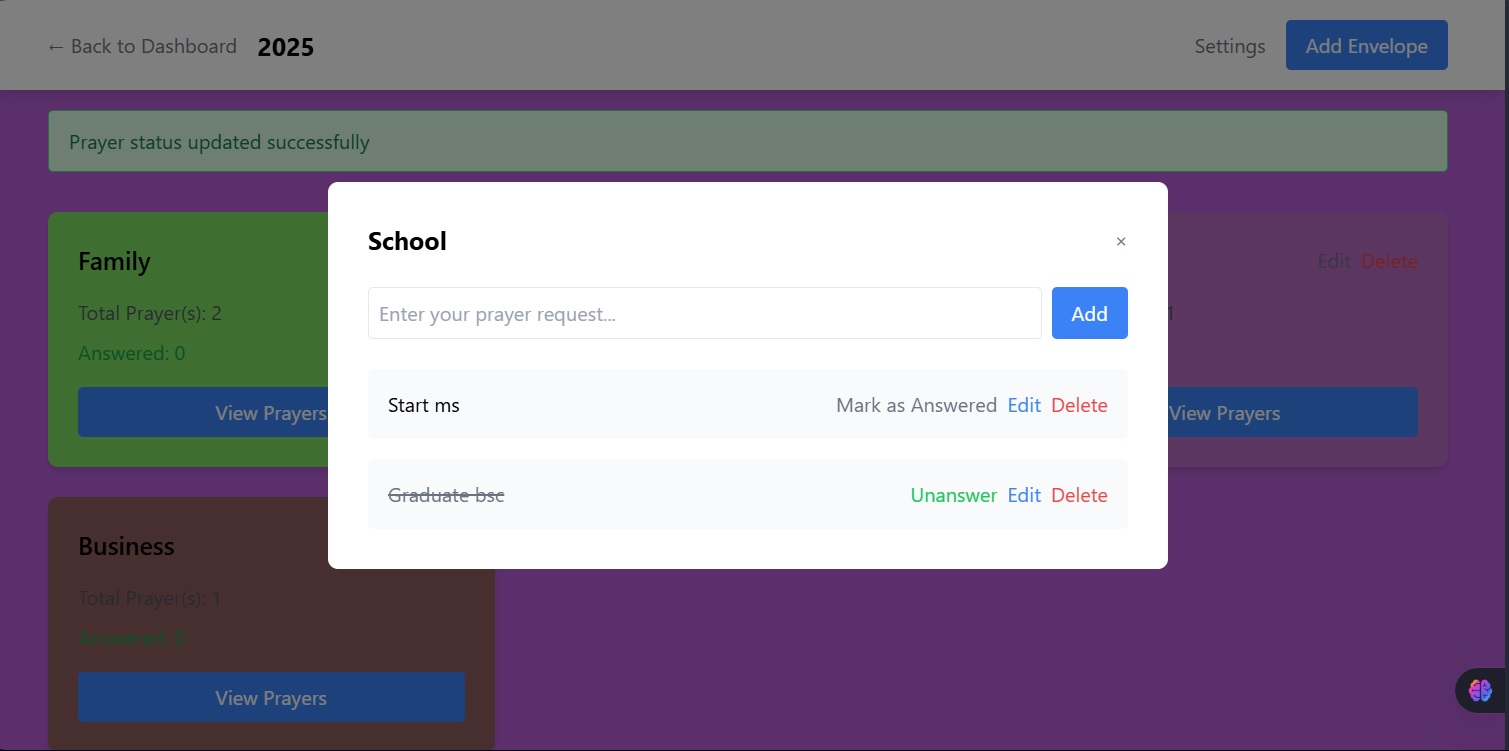 ← Back to Dashboard 2025 Settings Add Envelope
Prayer status updated successfully
Family
Total Prayer(s): 2
Answered: 0
View Prayers
School
×
Enter your prayer request...
Add
Start ms Mark as Answered Edit Delete
Graduate bsc Unanswer Edit Delete
Edit Delete
1
View Prayers
Business
Total Prayer(s): 1
Answered: 0
View Prayers